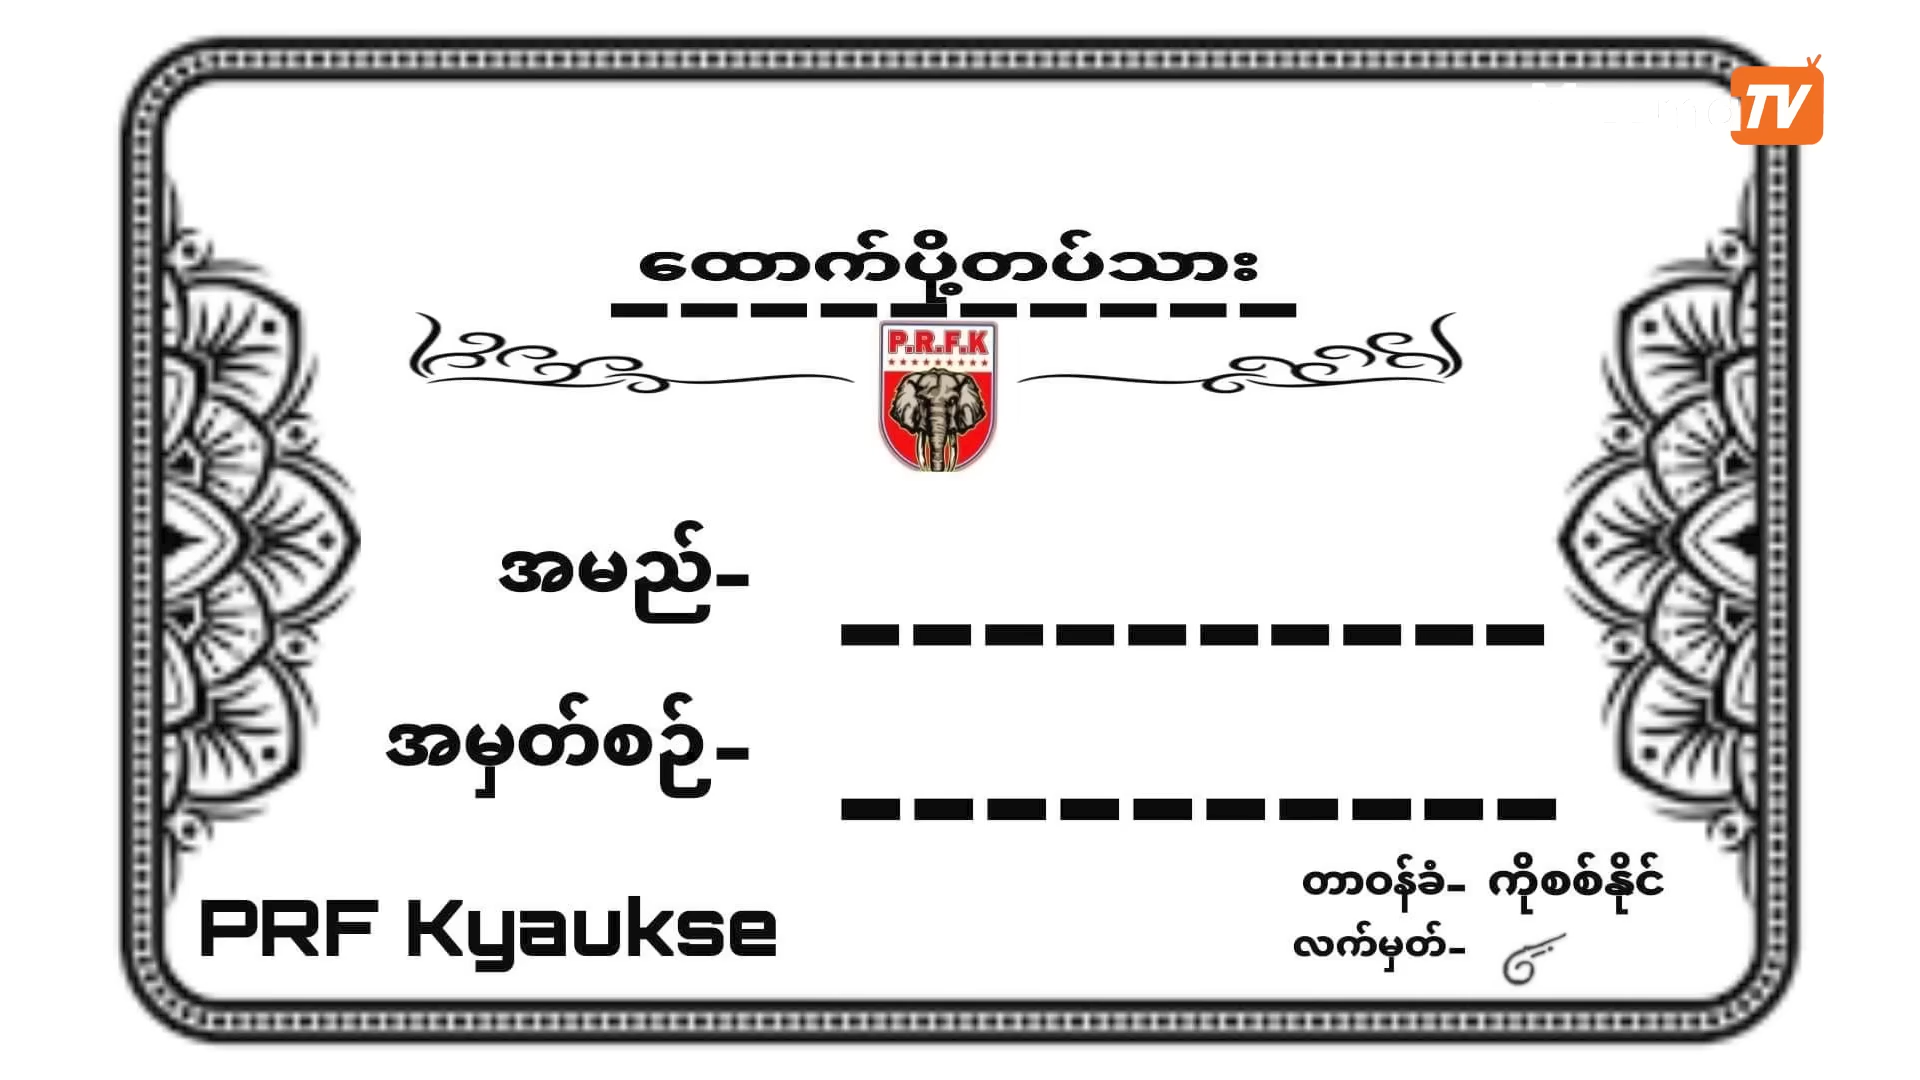 TV
ထောက်ပို့တပ်သား
P.R.F.K
အမည်-
အမှတ်စဉ်-
တာဝန်ခံ- ကိုစစ်နိုင်
PRF Kyaukse
လက်မှတ်-